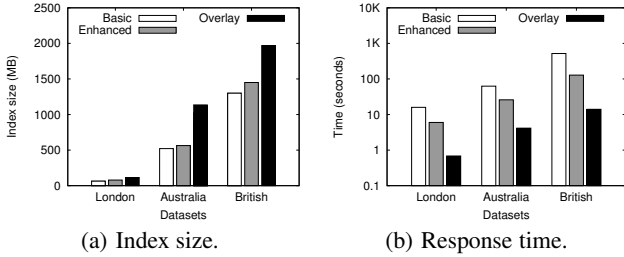 2500
2000
1500
1000
500
0
Index size (MB)
Basic
Enhanced
Overlay
London
Australia
British
Datasets
(a) Index size.
10K
1K
100
10
1
0.1
Time (seconds)
Basic
Enhanced
Overlay
London
Australia
British
Datasets
(b) Response time.